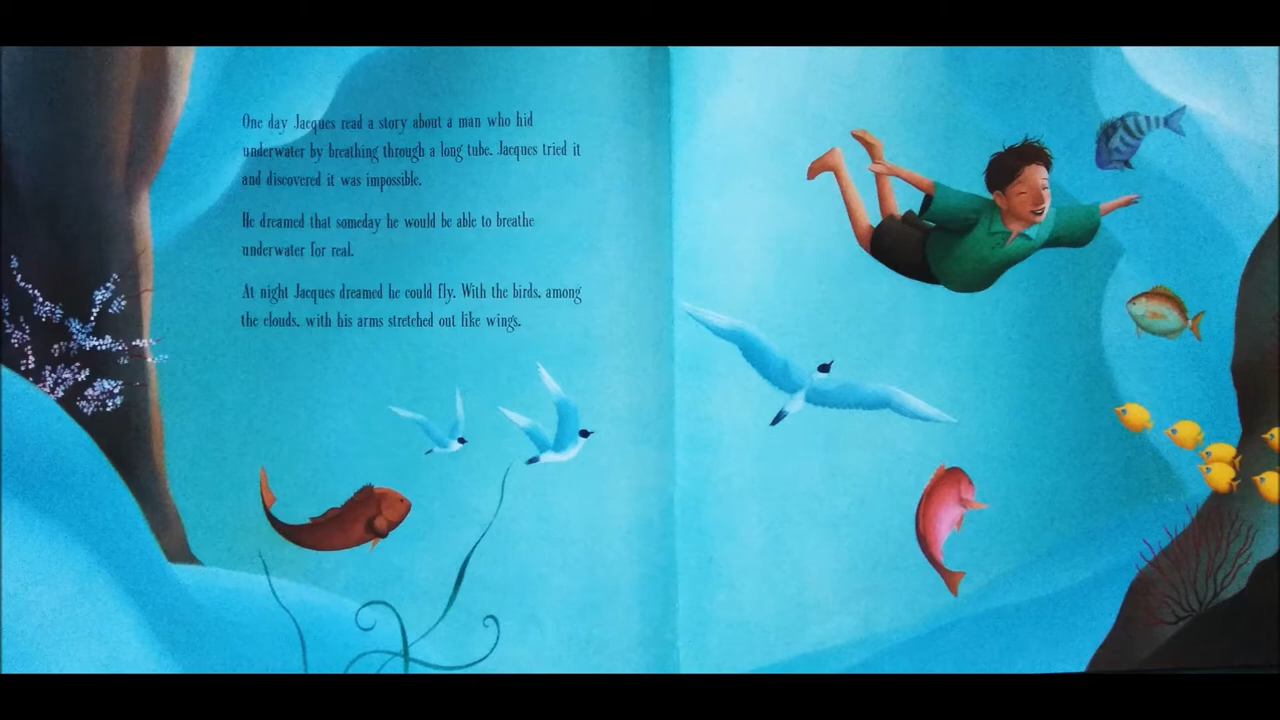 One day Jacques read a story about a man who hid
underwater by breathing through a long tube. Jacques tried it
and discovered it was impossible.
He dreamed that someday he would be able to breathe
underwater for real.
At night Jacques dreamed he could fly. With the birds, among
the clouds, with his arms stretched out like wings.